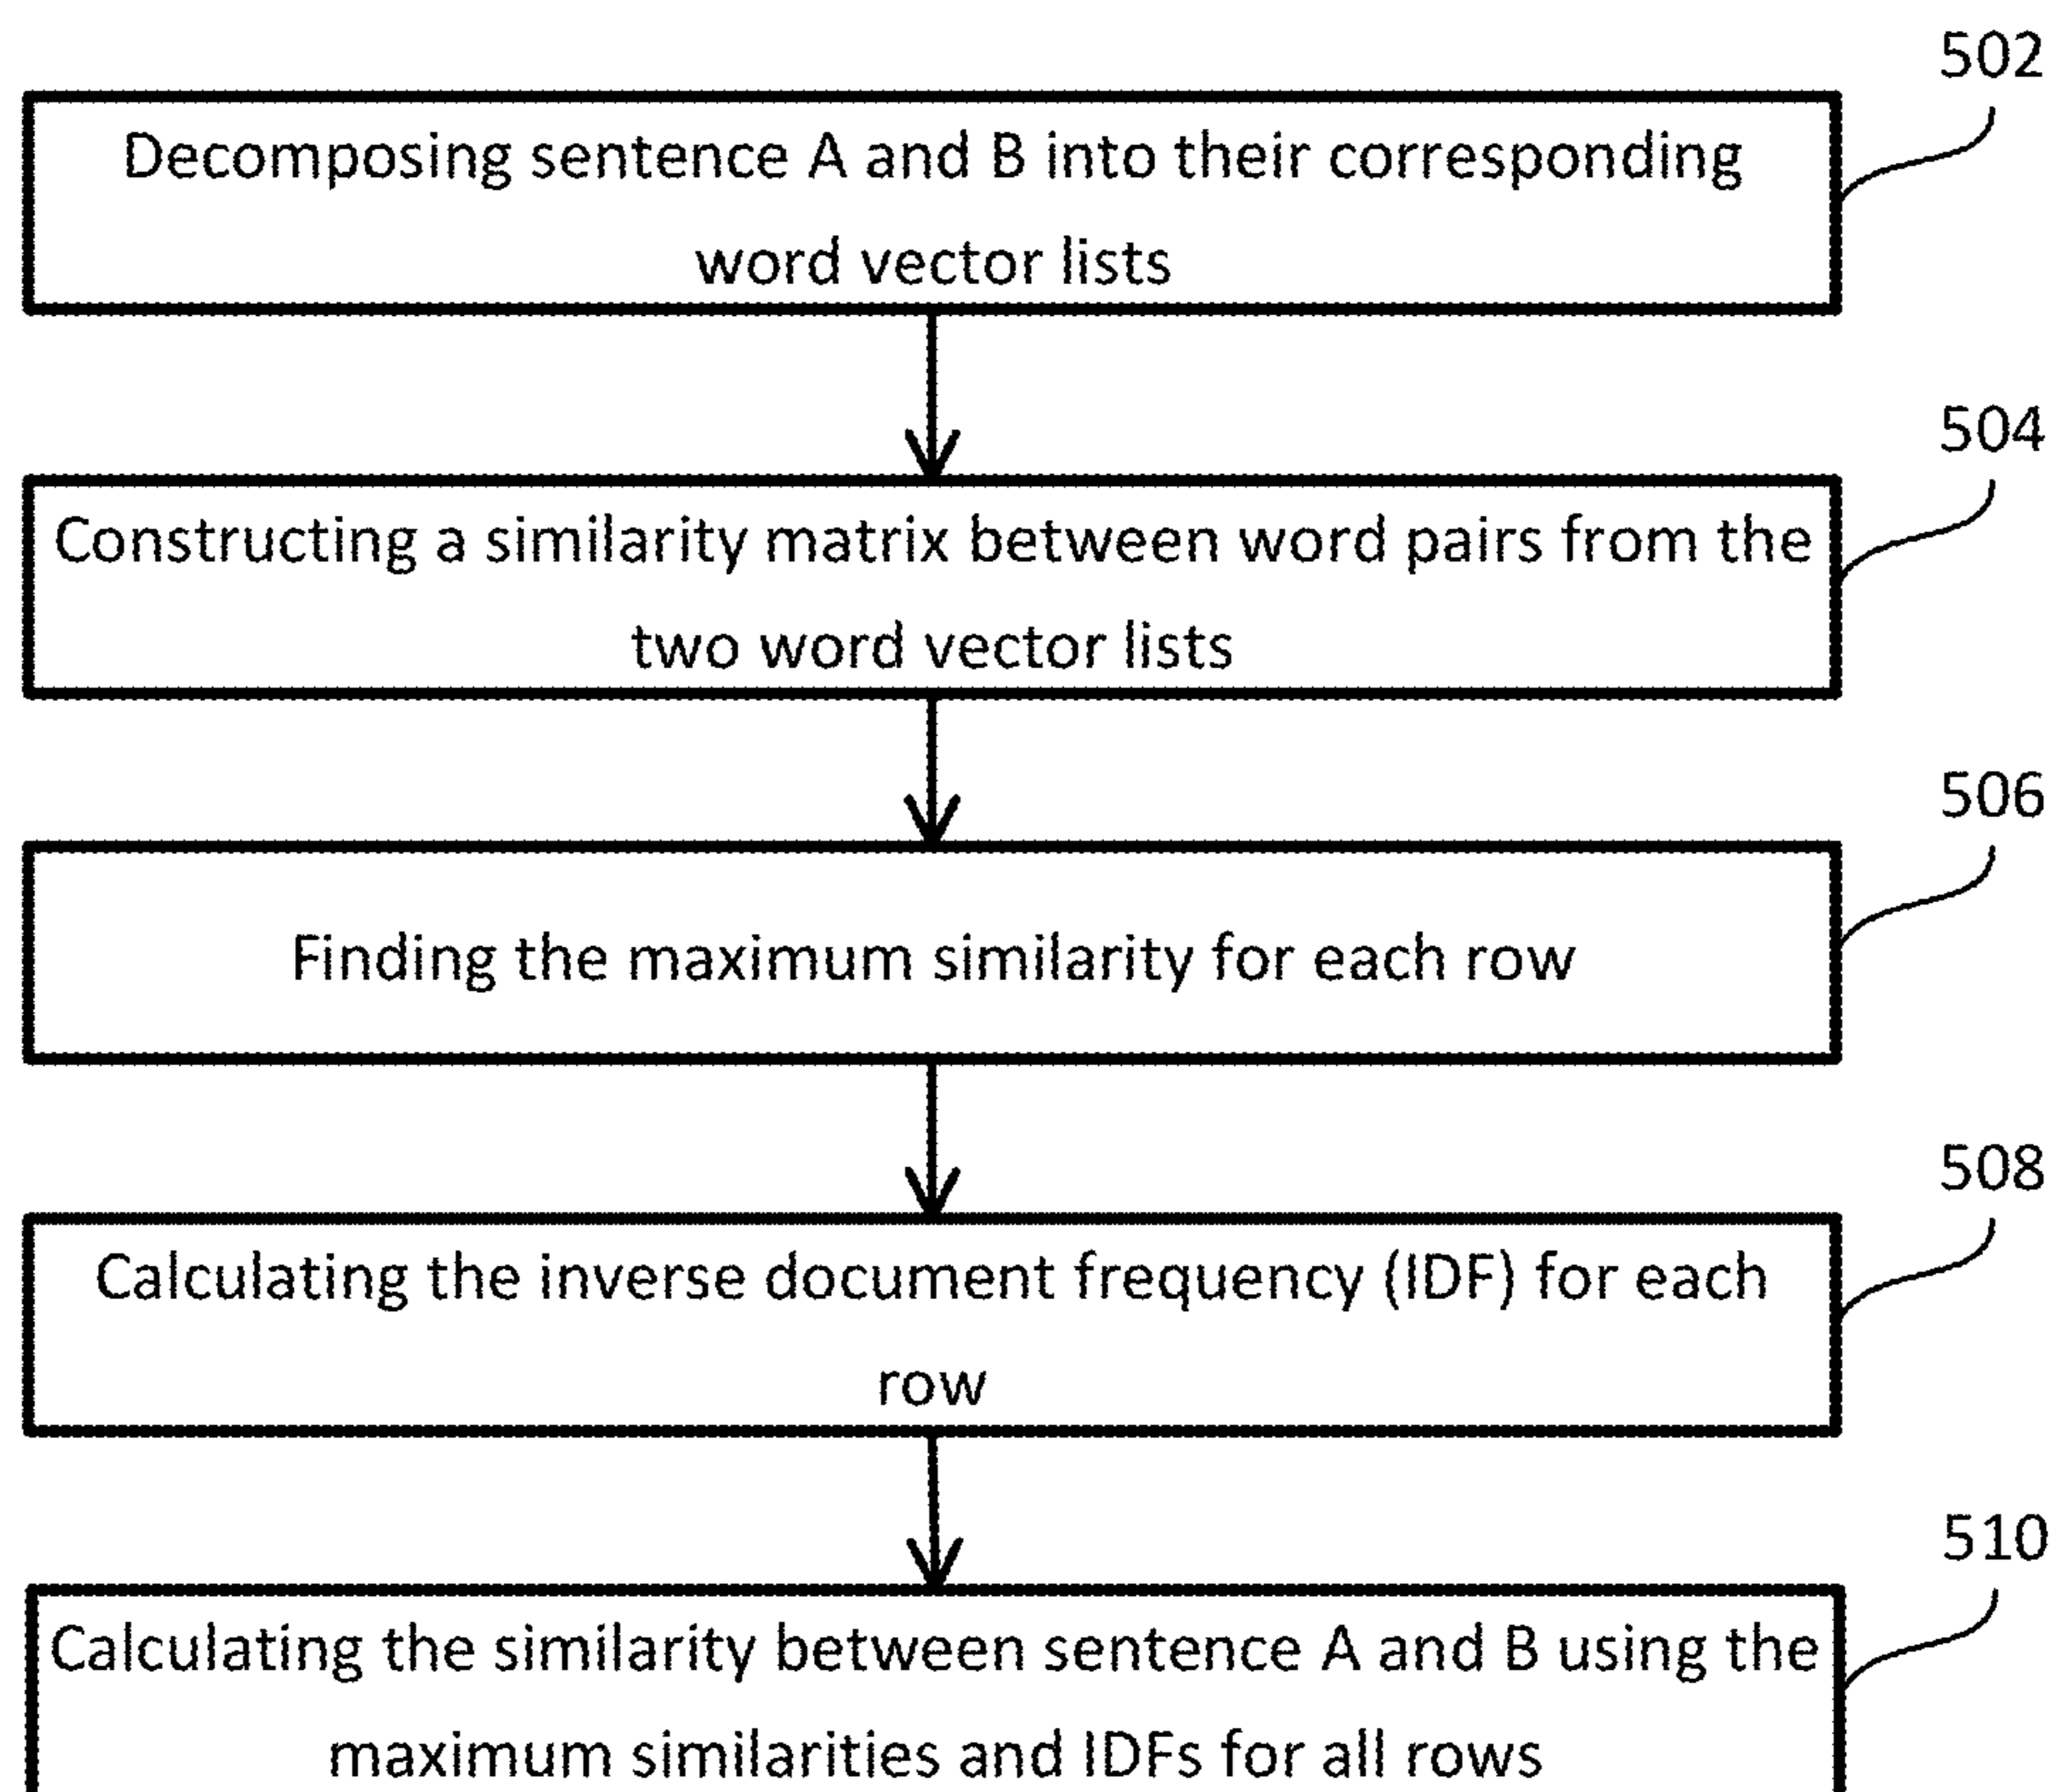 502
Decomposing sentence A and B into their corresponding
word vector lists
504
Constructing a similarity matrix between word pairs from the
two word vector lists
506
Finding the maximum similarity for each row
508
Calculating the inverse document frequency (IDF) for each
row
510
Calculating the similarity between sentence A and B using the
maximum similarities and IDFs for all rows